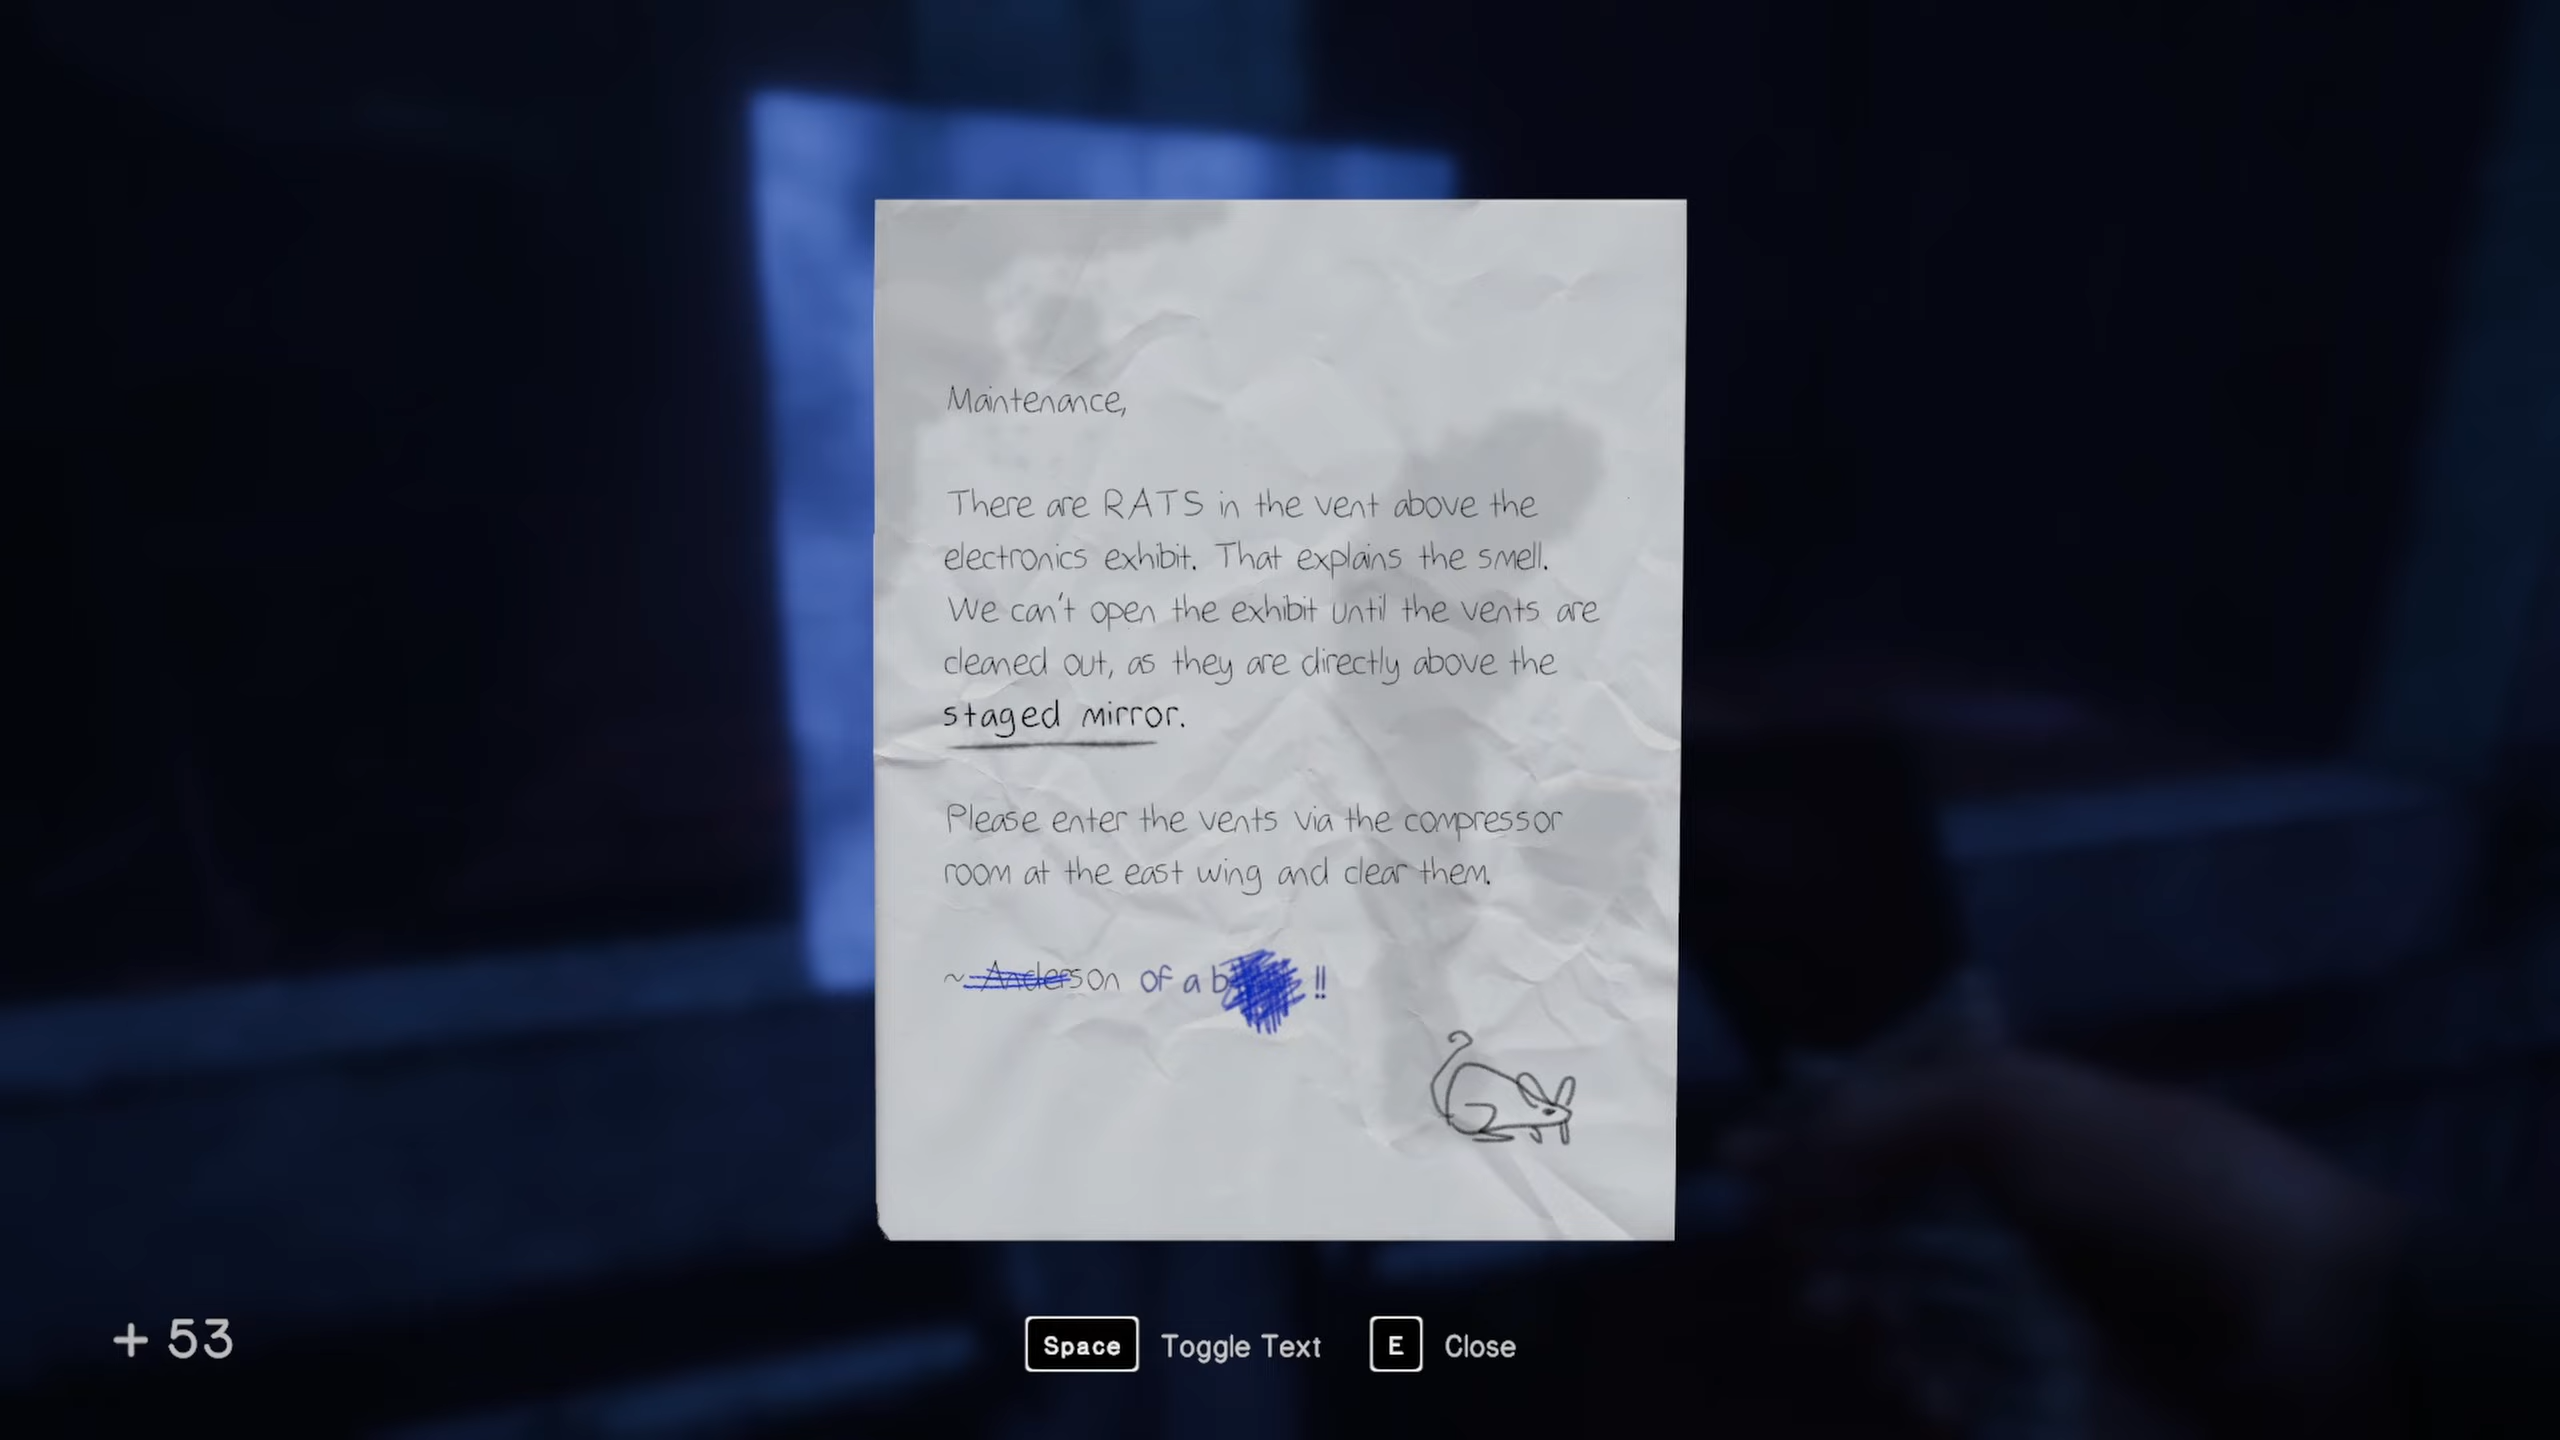 Maintenance,
There are RATS in the vent above the
electronics exhibit. That explains the smell.
We can't open the exhibit until the vents are
cleaned out, as they are directly above the
staged mirror.
Please enter the vents via the compressor
room at the east wing and clear them.
~ Anderson of a b !!
+ 53
Space Toggle Text E Close